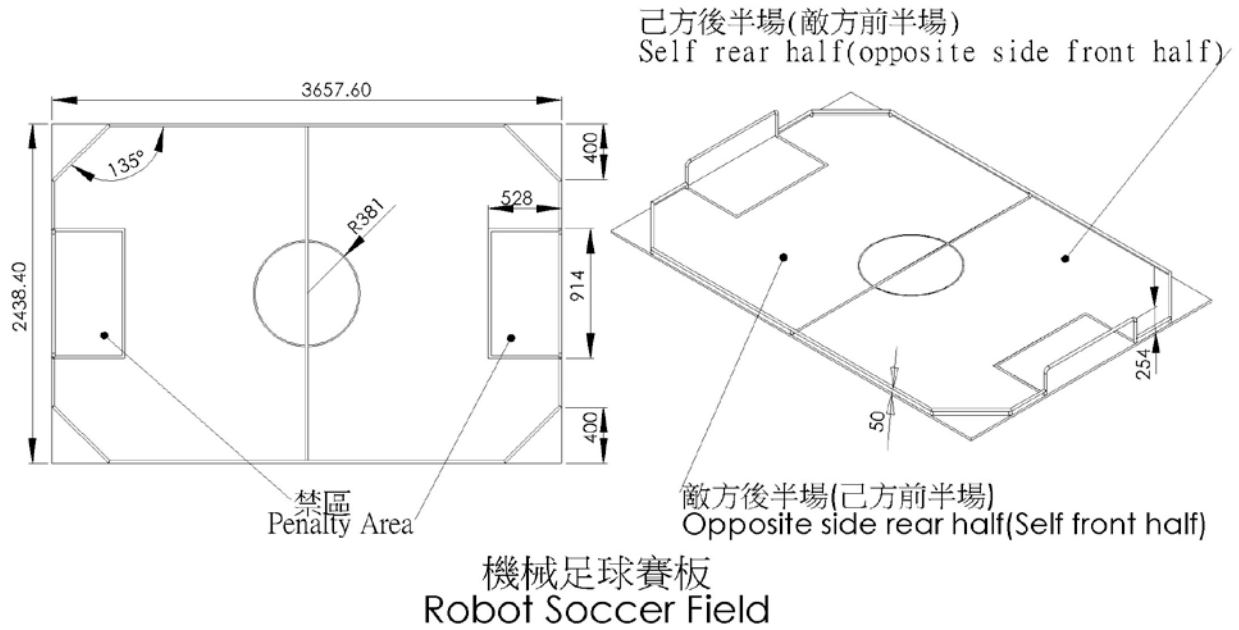 己方後半場(敵方前半場)
Self rear half(opposite side front half)
3657.60
135°
400
528
R381
914
2438.40
400
254
50
禁區
Penalty Area
敵方後半場(己方前半場)
Opposite side rear half(Self front half)
機械足球賽板
Robot Soccer Field